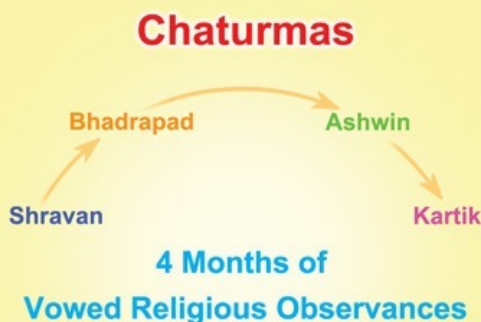 Chaturmas
Bhadrapad
Ashwin
Shravan
Kartik
4 Months of
Vowed Religious Observances